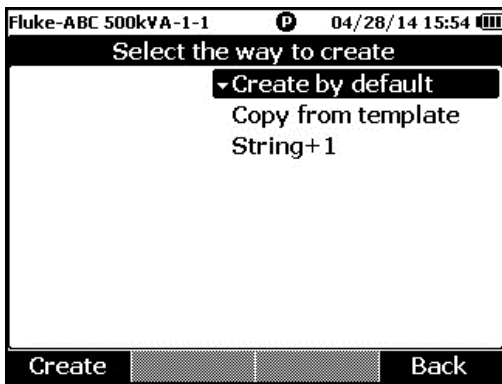 Fluke-ABC 500kVA-1-1 P 04/28/14 15:54
Select the way to create
Create by default
Copy from template
String+1
Create Back